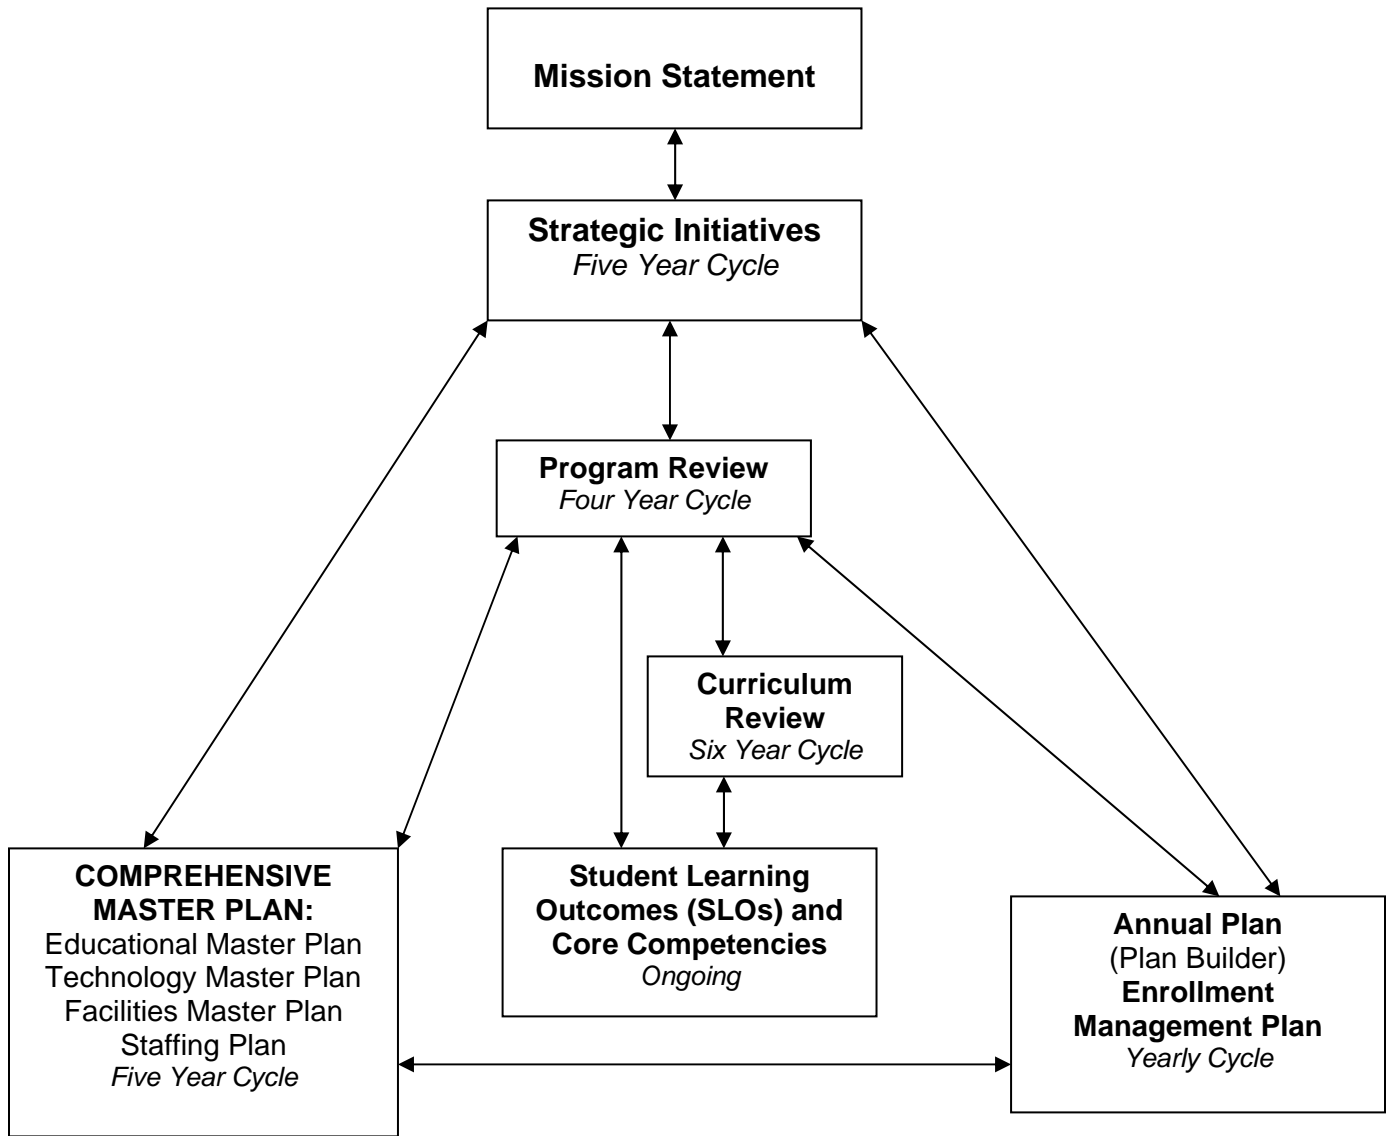 Mission Statement
Strategic Initiatives
Five Year Cycle
Program Review
Four Year Cycle
Curriculum
Review
Six Year Cycle
COMPREHENSIVE
MASTER PLAN:
Educational Master Plan
Technology Master Plan
Facilities Master Plan
Staffing Plan
Five Year Cycle
Student Learning
Outcomes (SLOs) and
Core Competencies
Ongoing
Annual Plan
(Plan Builder)
Enrollment
Management Plan
Yearly Cycle